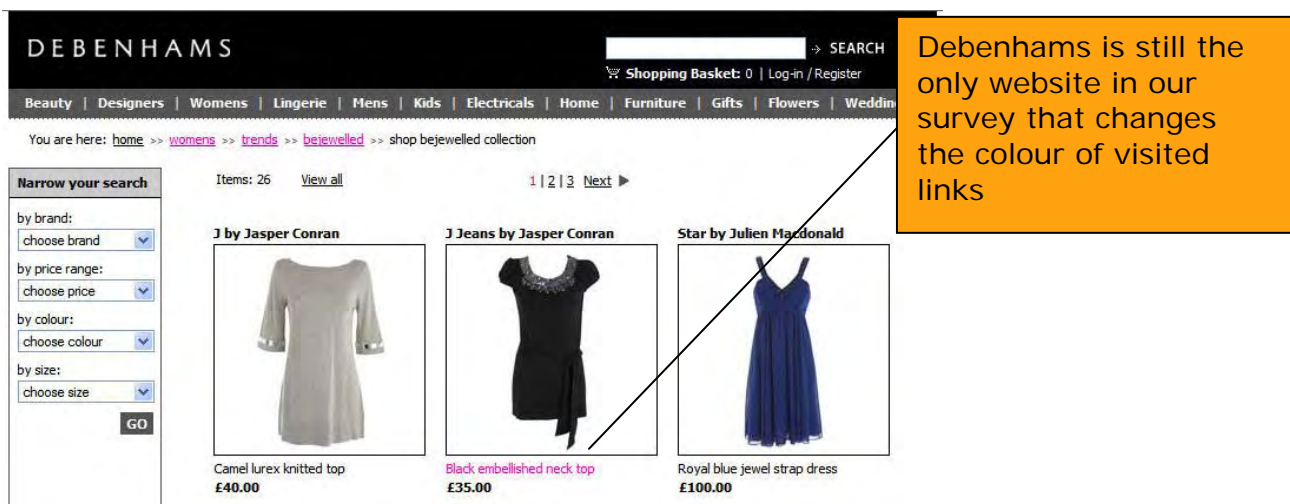 DEBENHAMS
SEARCH
Shopping Basket: 0 | Log-in / Register
Beauty | Designers | Womens | Lingerie | Mens | Kids | Electricals | Home | Furniture | Gifts | Flowers |
You are here: home >> womens >> trends >> bejewelled >> shop bejewelled collection
Narrow your search
by brand:
choose brand
by price range:
choose price
by colour:
choose colour
by size:
choose size
GO
Items: 26 View all
1 | 2 | 3 Next
J by Jasper Conran
J Jeans by Jasper Conran
Star by Julien Macdonald
Camel lurex knitted top
£40.00
Black embellished neck top
£35.00
Royal blue jewel strap dress
£100.00
Debenhams is still the
only website in our
survey that changes
the colour of visited
links